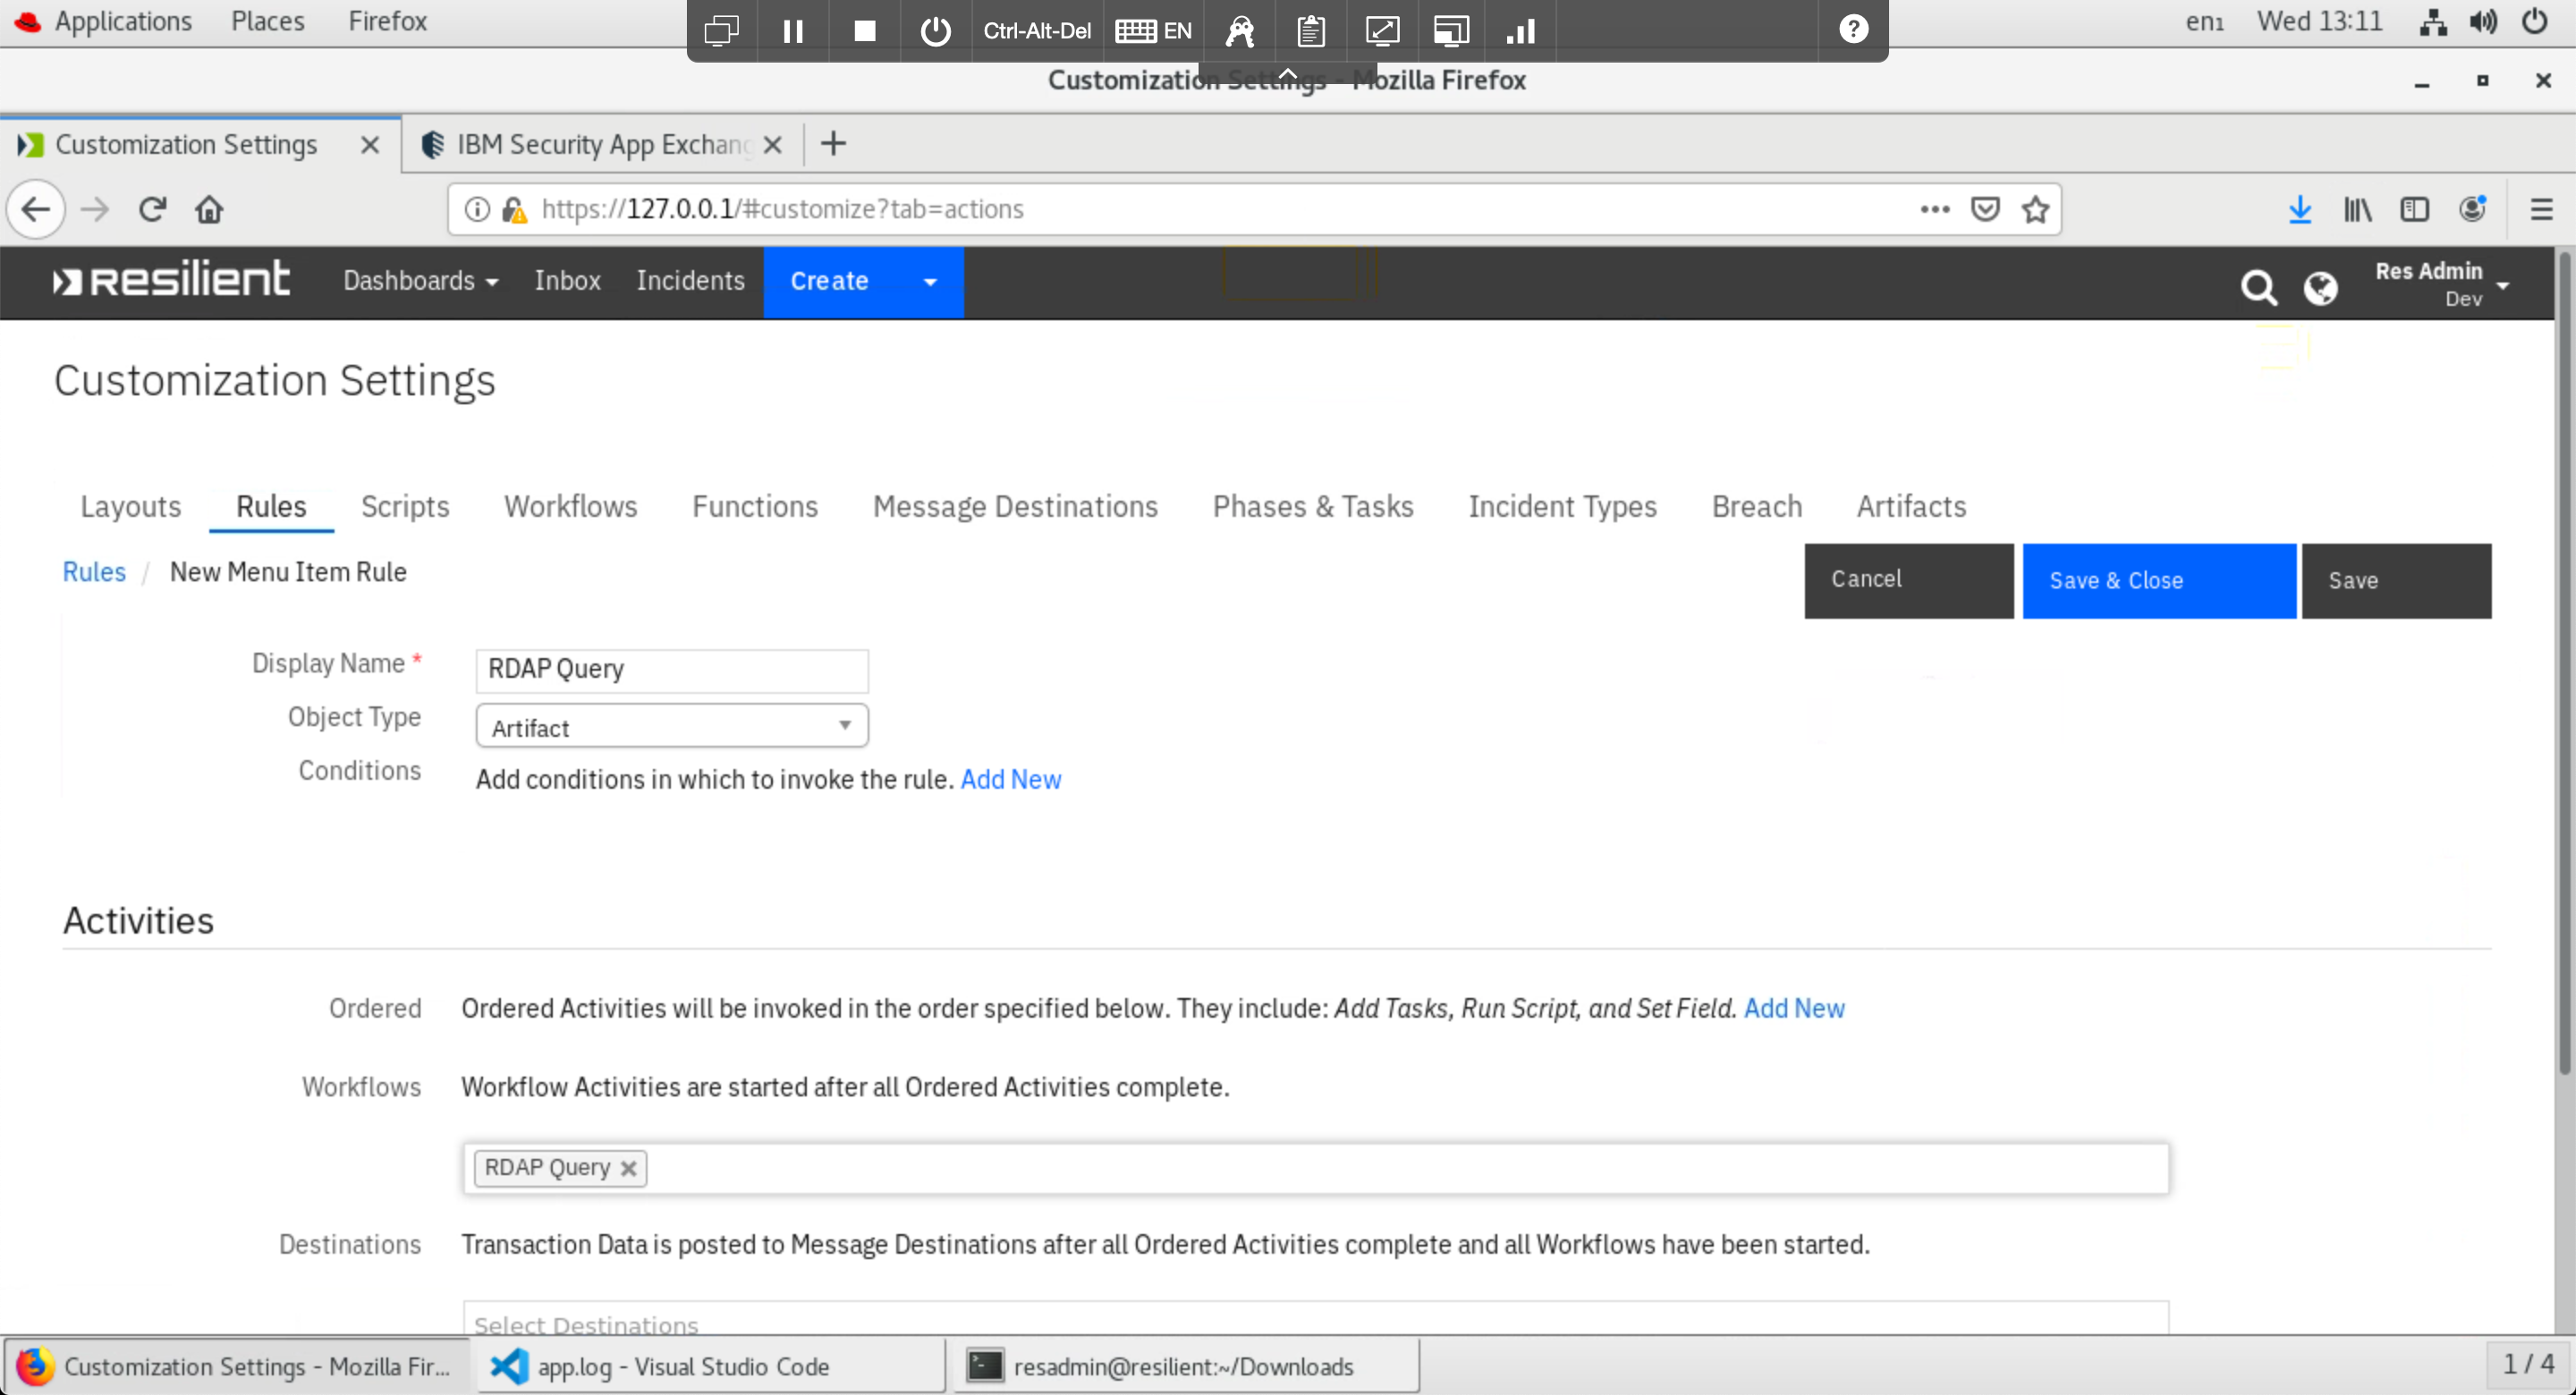 Applications Places Firefox
Ctrl-Alt-Del EN
en₁ Wed 13:11
Customization Settings - Mozilla Firefox
Customization Settings
IBM Security App Exchang
https://127.0.0.1/#customize?tab=actions
Resilient
Dashboards Inbox Incidents Create
Res Admin
Dev
Customization Settings
Layouts Rules Scripts Workflows Functions Message Destinations Phases & Tasks Incident Types Breach Artifacts
Rules / New Menu Item Rule
Cancel Save & Close Save
Display Name * RDAP Query
Object Type Artifact
Conditions Add conditions in which to invoke the rule. Add New
Activities
Ordered Ordered Activities will be invoked in the order specified below. They include: Add Tasks, Run Script, and Set Field. Add New
Workflows Workflow Activities are started after all Ordered Activities complete.
RDAP Query
Destinations Transaction Data is posted to Message Destinations after all Ordered Activities complete and all Workflows have been started.
Select Destinations
Customization Settings - Mozilla Fir...
app.log - Visual Studio Code
resadmin@resilient:~/Downloads
1 / 4